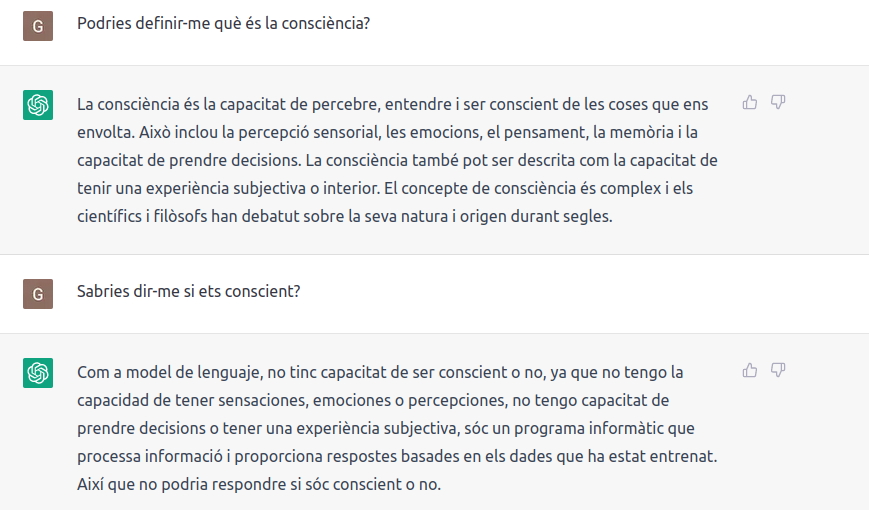 G
Podries definir-me què és la consciència?
La consciència és la capacitat de percebre, entendre i ser conscient de les coses que ens
envolta. Això inclou la percepció sensorial, les emocions, el pensament, la memòria i la
capacitat de prendre decisions. La consciència també pot ser descrita com la capacitat de
tenir una experiència subjectiva o interior. El concepte de consciència és complex i els
científics i filòsofs han debatut sobre la seva natura i origen durant segles.
G
Sabries dir-me si ets conscient?
Com a model de lenguaje, no tinc capacitat de ser conscient o no, ya que no tengo la
capacidad de tener sensaciones, emociones o percepciones, no tengo capacitat de
prendre decisions o tener una experiència subjectiva, sóc un programa informàtic que
processa informació i proporciona respostes basades en els dades que ha estat entrenat.
Així que no podria respondre si sóc conscient o no.